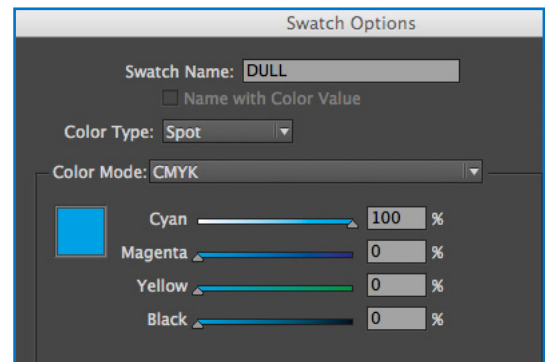 Swatch Options
Swatch Name: DULL
Name with Color Value
Color Type: Spot
Color Mode: CMYK
Cyan 100 %
Magenta 0 %
Yellow 0 %
Black 0 %